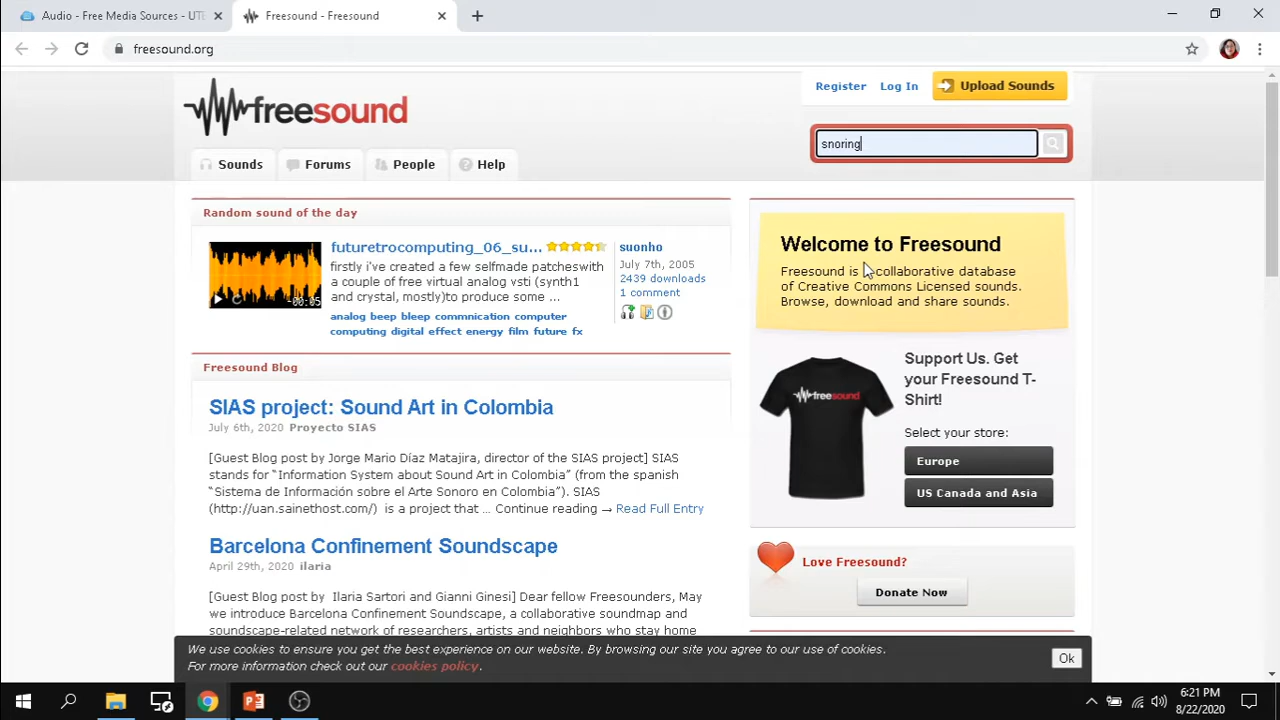 Audio - Free Media Sources - UTE
Freesound - Freesound
freesound.org
freesound
Register
Log In
Upload Sounds
snoring
Sounds
Forums
People
Help
Random sound of the day
futuretrocomputing_06_su...
firstly i've created a few selfmade patcheswith
a couple of free virtual analog vsti (synth1
and crystal, mostly)to produce some ...
analog beep bleep commnication computer
computing digital effect energy film future fx
-00:05
suonho
July 7th, 2005
2439 downloads
1 comment
Freesound Blog
SIAS project: Sound Art in Colombia
July 6th, 2020 Proyecto SIAS
[Guest Blog post by Jorge Mario Díaz Matajira, director of the SIAS project] SIAS
stands for “Information System about Sound Art in Colombia” (from the spanish
“Sistema de Información sobre el Arte Sonoro en Colombia”). SIAS
(http://uan.sainethost.com/) is a project that ... Continue reading → Read Full Entry
Barcelona Confinement Soundscape
April 29th, 2020 ilaria
[Guest Blog post by Ilaria Sartori and Gianni Ginesi] Dear fellow Freesounders, May
we introduce Barcelona Confinement Soundscape, a collaborative soundmap and
soundscape-related network of researchers, artists and neighbors who stay home
Welcome to Freesound
Freesound is a collaborative database
of Creative Commons Licensed sounds.
Browse, download and share sounds.
freesound
Support Us. Get
your Freesound T-
Shirt!
Select your store:
Europe
US Canada and Asia
Love Freesound?
Donate Now
We use cookies to ensure you get the best experience on our website. By browsing our site you agree to our use of cookies.
For more information check out our cookies policy.
Ok
6:21 PM
8/22/2020